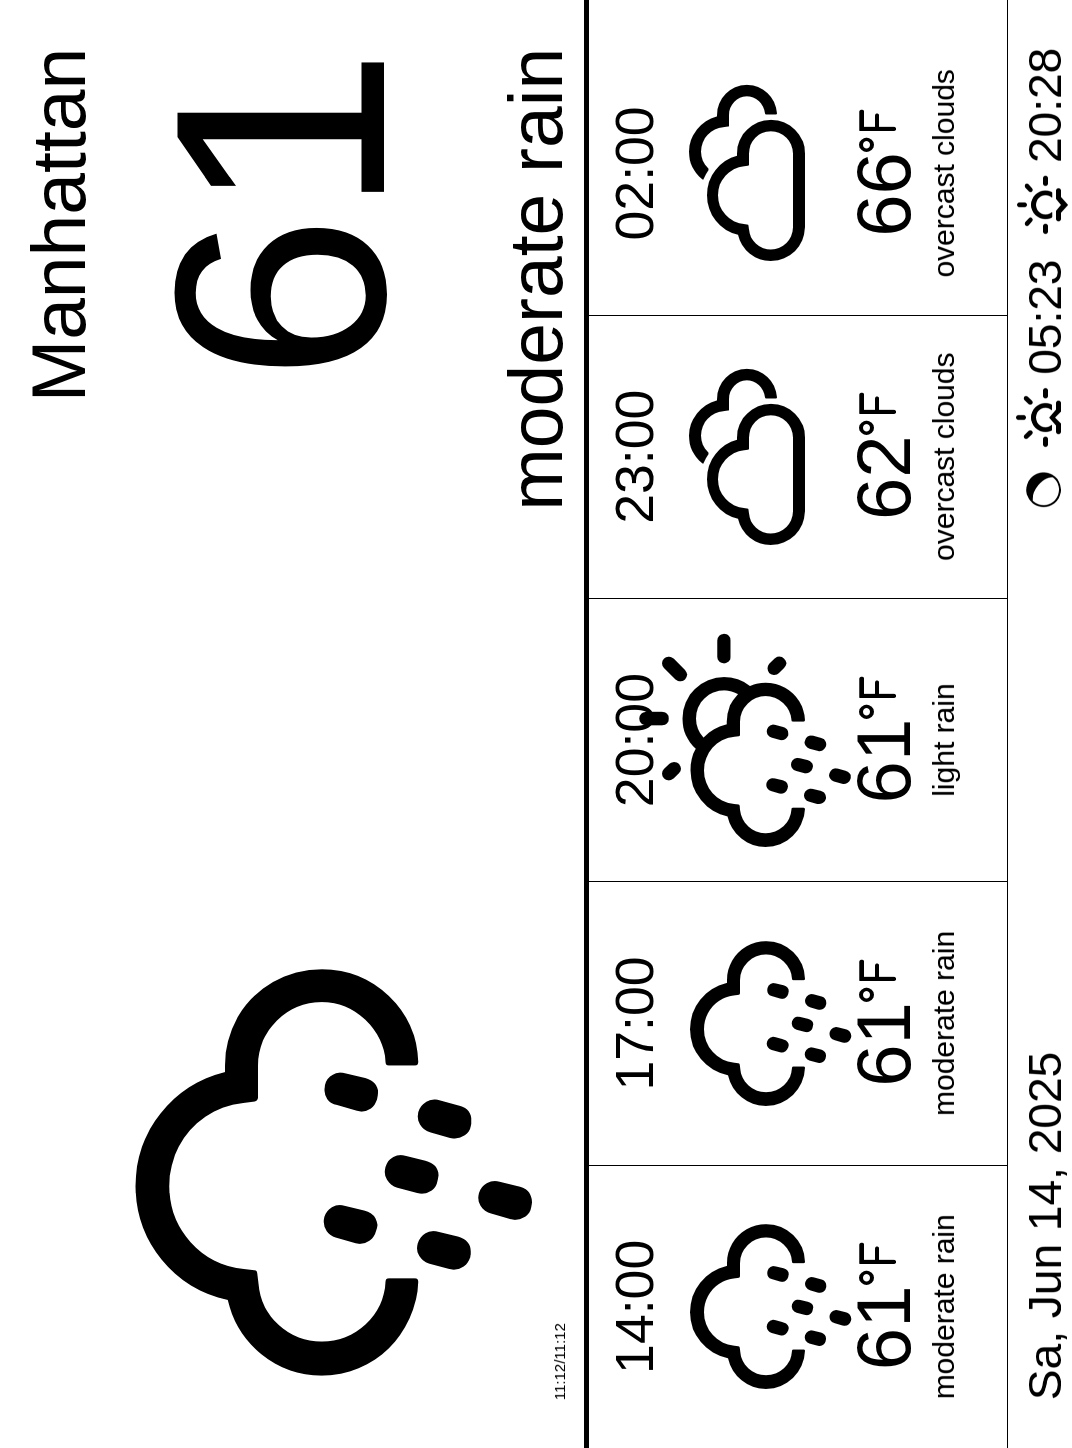 Manhattan
61
moderate rain
11:12/11:12
14:00
61°F
moderate rain
17:00
61°F
moderate rain
20:00
61°F
light rain
23:00
62°F
overcast clouds
02:00
66°F
overcast clouds
Sa, Jun 14, 2025
05:23 20:28